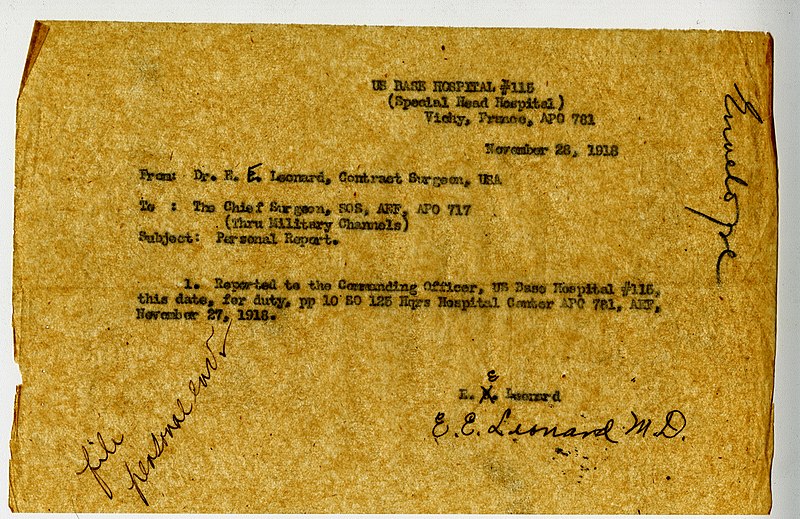 US BASE HOSPITAL #115
(Special Head Hospital)
Vichy, France, APO 781
November 28, 1918
Envelope
From: Dr. E. E. Leonard, Contract Surgeon, USA
To : The Chief Surgeon, SOS, AEF, APO 717
(Thru Military Channels)
Subject: Personal Report.
1. Reported to the Commanding Officer, US Base Hospital #115,
this date, for duty, pp 10 SO 125 Hqrs Hospital Center APO 781, AEF,
November 27, 1918.
E
E. Leonard
E. E. Leonard M.D.
file
personal